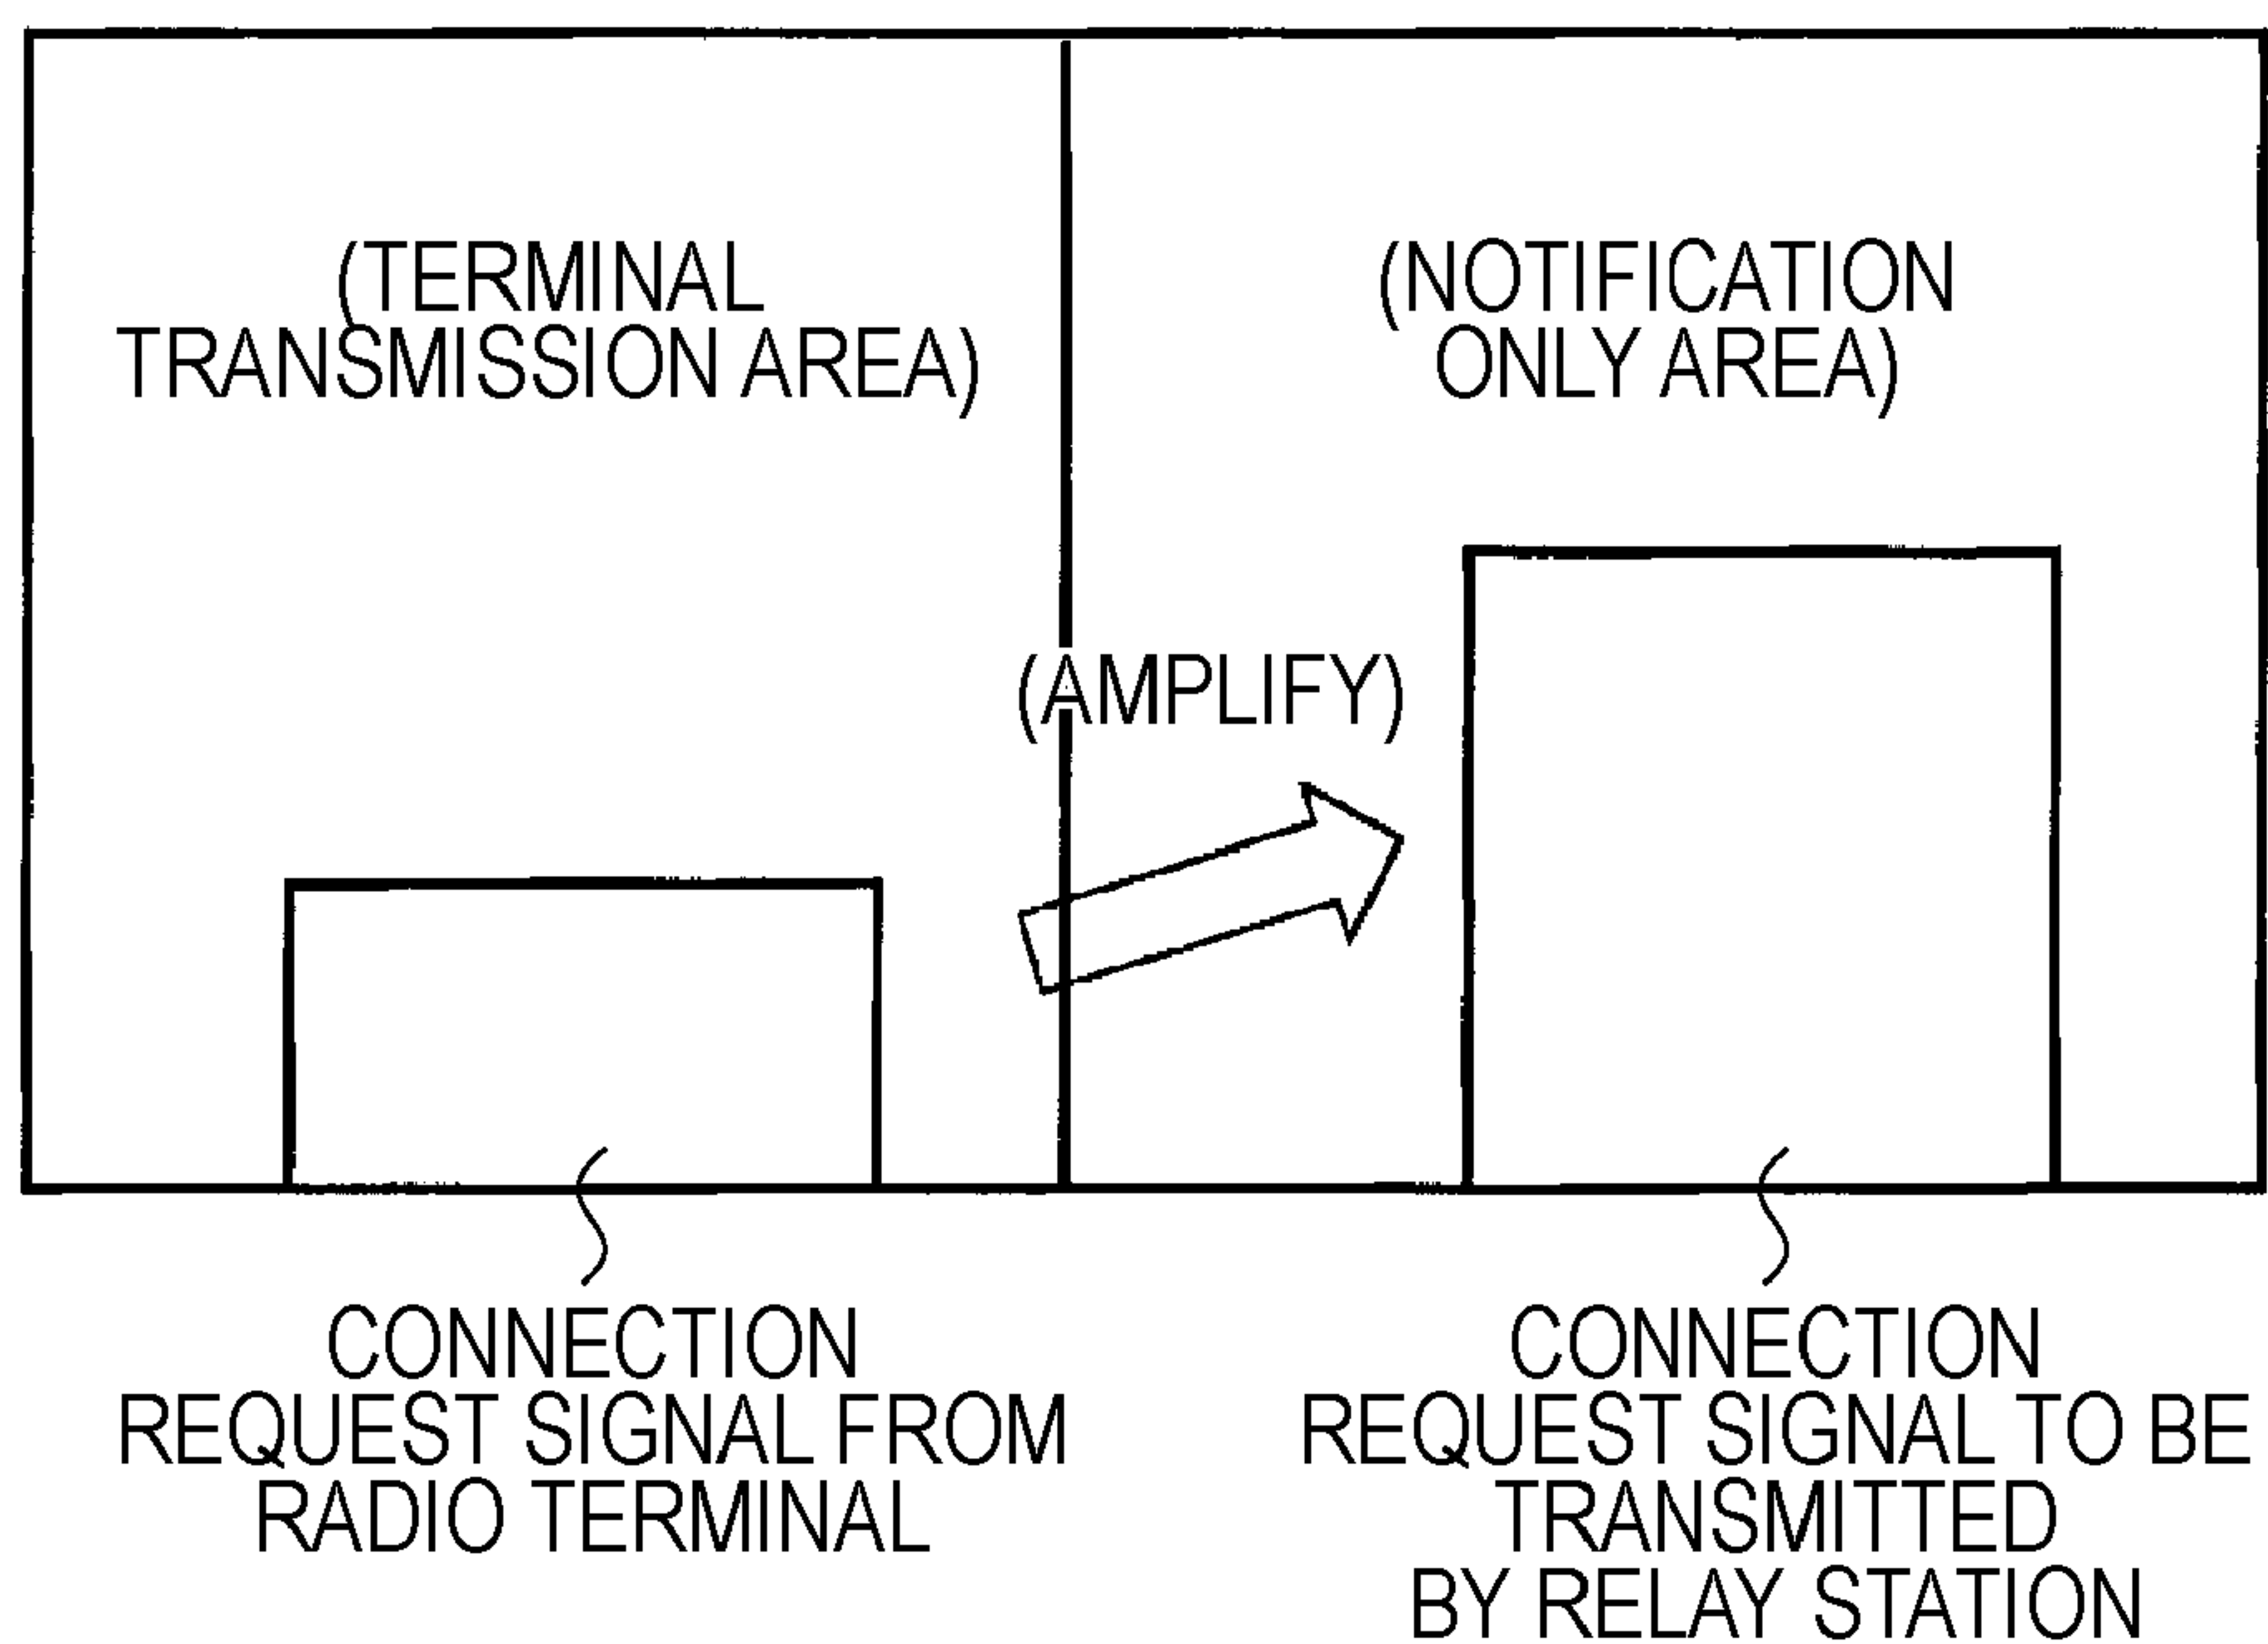 (TERMINAL
TRANSMISSION AREA)
(NOTIFICATION
ONLY AREA)
(AMPLIFY)
CONNECTION
REQUEST SIGNAL FROM
RADIO TERMINAL
CONNECTION
REQUEST SIGNAL TO BE
TRANSMITTED
BY RELAY STATION